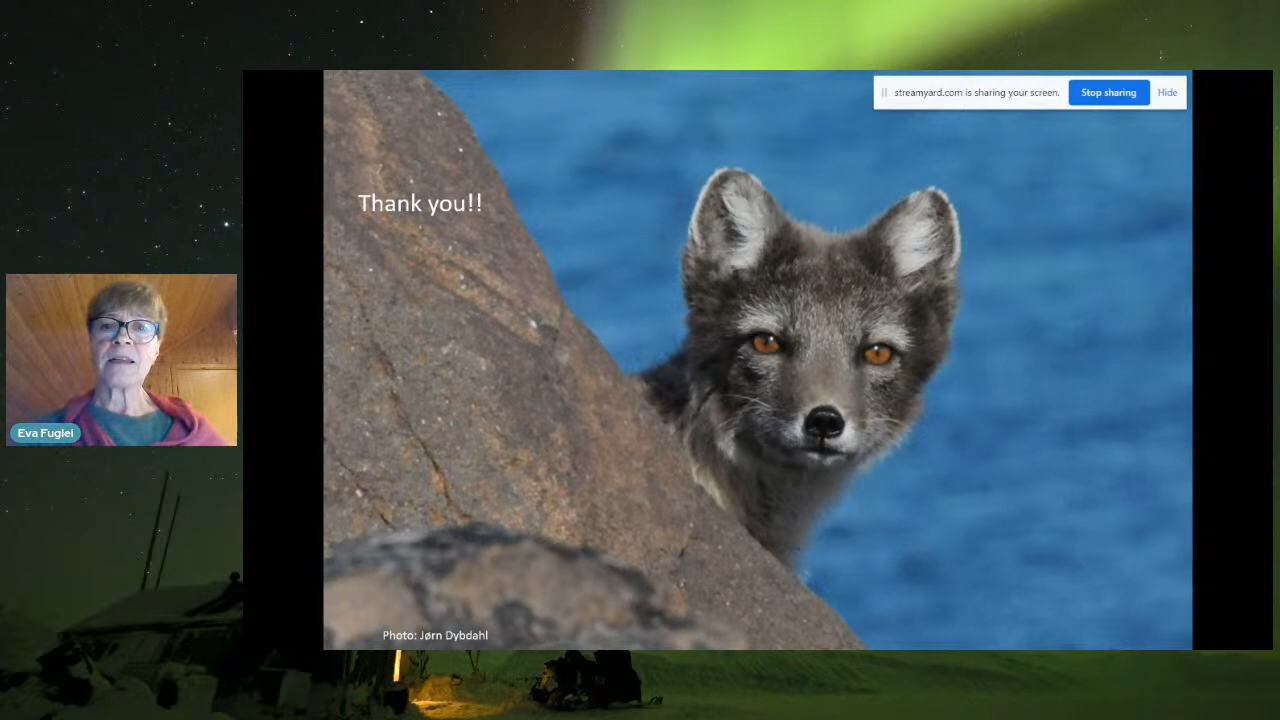 streamyard.com is sharing your screen.
Stop sharing
Hide
Thank you!!
Eva Fuglei
Photo: Jørn Dybdahl